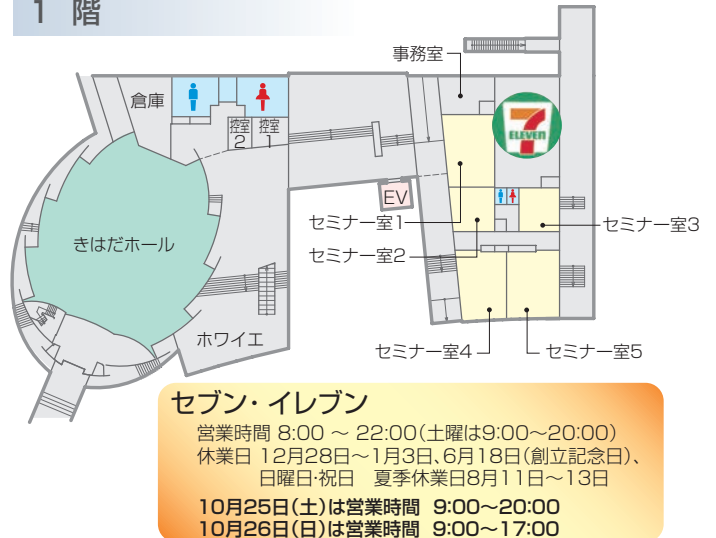 1 階
事務室
倉庫
控室2
控室1
7
ELEVEN
EV
セミナー室1
セミナー室2
セミナー室3
きはだホール
ホワイエ
セミナー室4
セミナー室5
セブン・イレブン
営業時間 8:00 ～ 22:00(土曜は9:00～20:00)
休業日 12月28日～1月3日、6月18日(創立記念日)、
日曜日・祝日　夏季休業日8月11日～13日
10月25日(土)は営業時間 9:00～20:00
10月26日(日)は営業時間 9:00～17:00